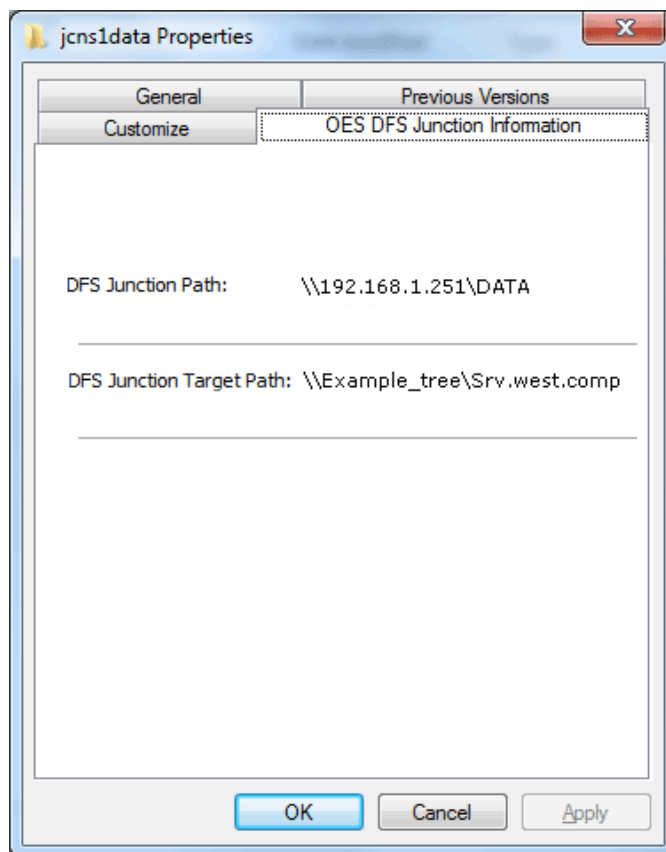 jcns1data Properties
General
Previous Versions
Customize
OES DFS Junction Information
DFS Junction Path: \\192.168.1.251\DATA
DFS Junction Target Path: \\Example_tree\Srv.west.comp
OK
Cancel
Apply